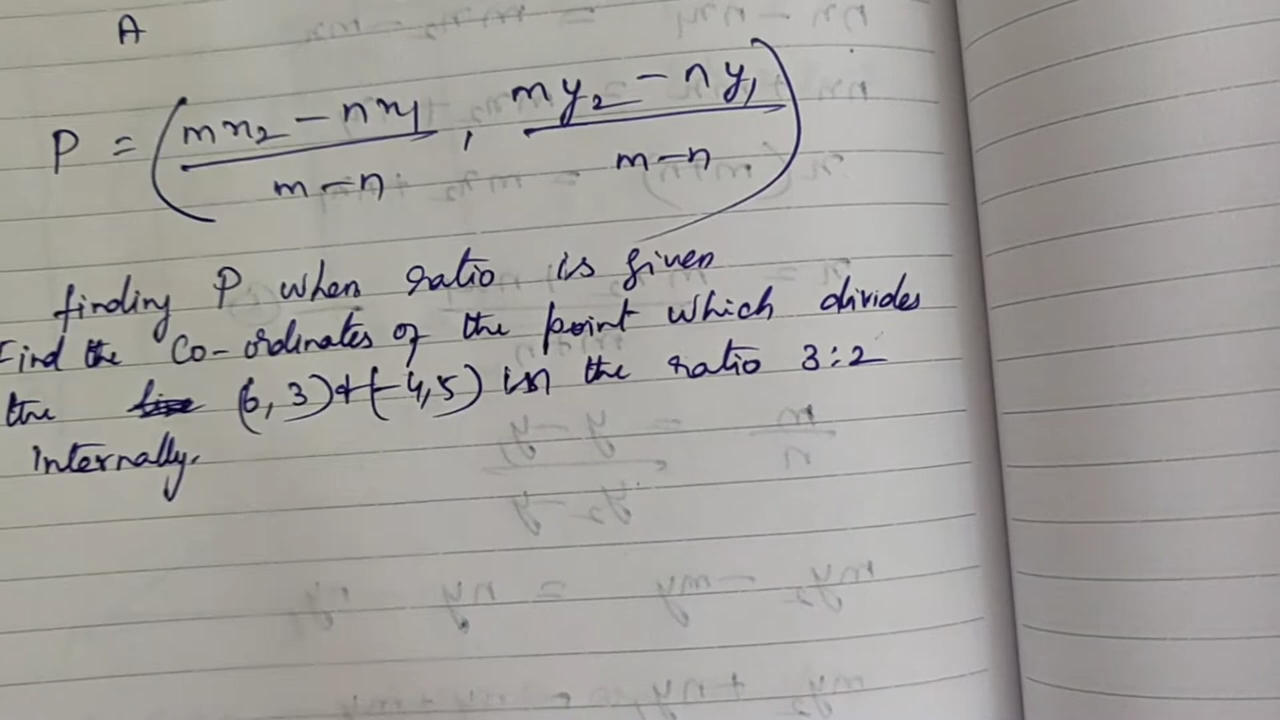 A
P = ( mx₂ - nx₁ / m-n , my₂ - ny₁ / m-n )
finding P when ratio is given
Find the Co-ordinates of the point which divides
the (6, 3) & (-4, 5) in the ratio 3:2
internally.